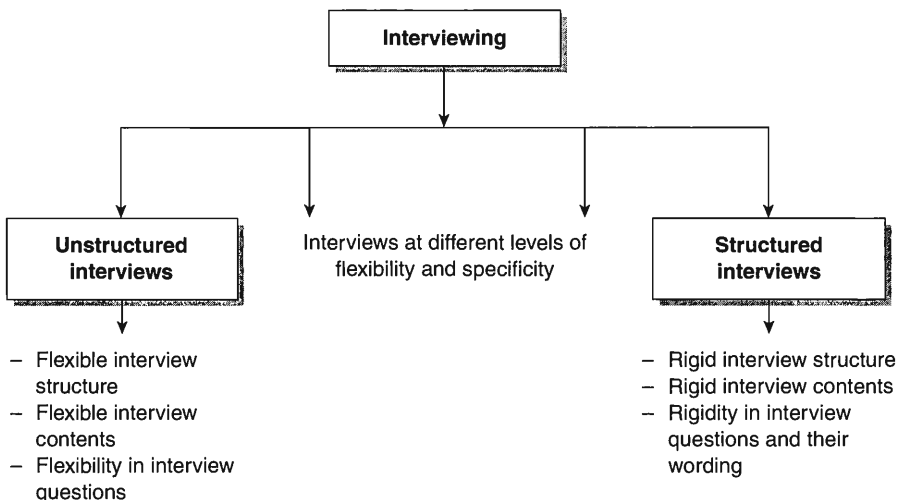 Interviewing
Unstructured
interviews
Interviews at different levels of
flexibility and specificity
Structured
interviews
– Flexible interview
structure
– Flexible interview
contents
– Flexibility in interview
questions
– Rigid interview structure
– Rigid interview contents
– Rigidity in interview
questions and their
wording